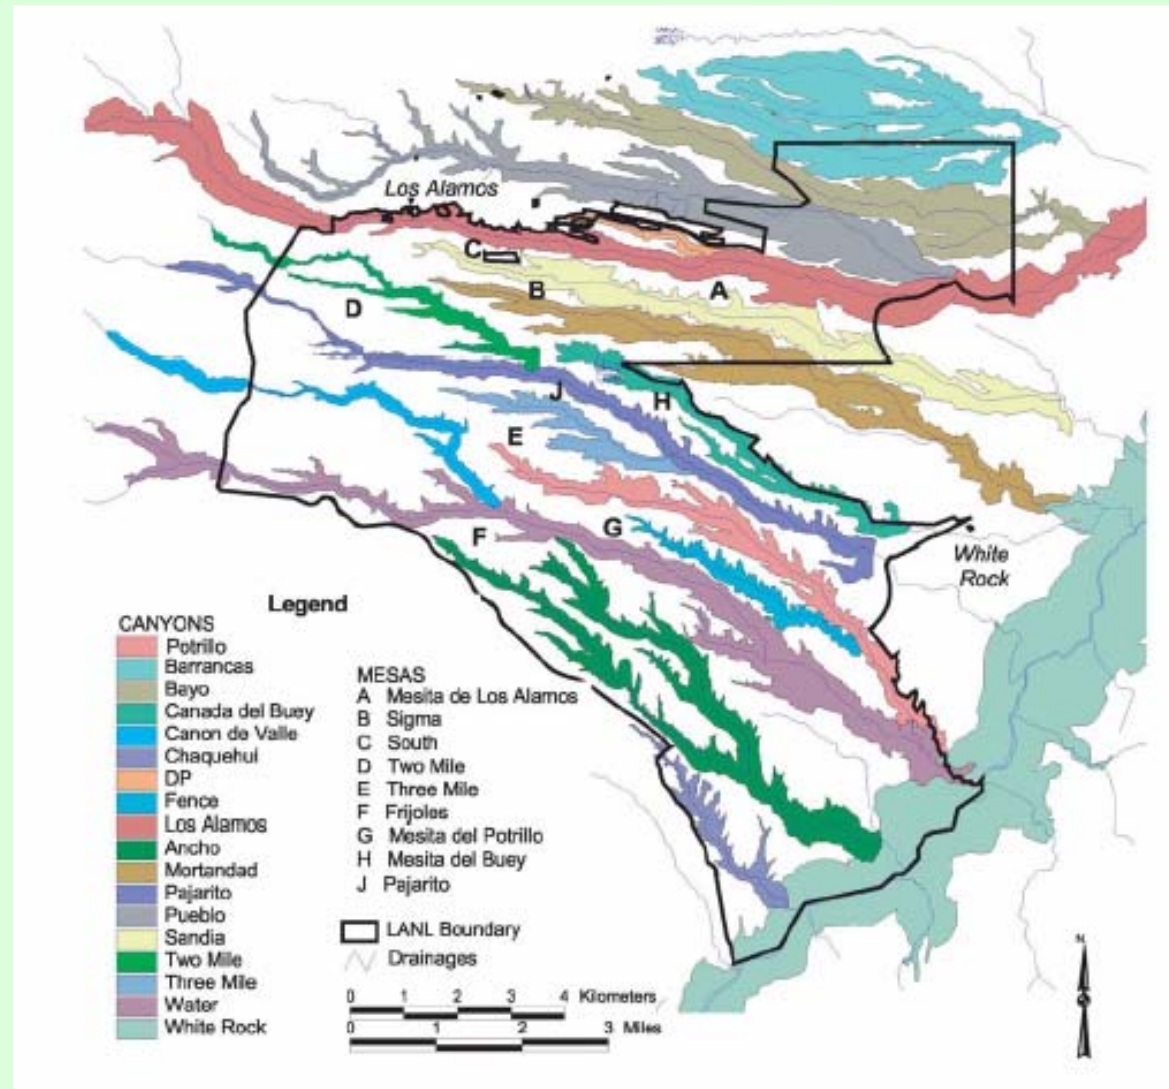 Los Alamos
C
B
A
D
J
H
E
F
G
White
Rock
Legend
CANYONS
Potrillo
Barrancas
Bayo
Canada del Buey
Canon de Valle
Chaquehui
DP
Fence
Los Alamos
Ancho
Mortandad
Pajarito
Pueblo
Sandia
Two Mile
Three Mile
Water
White Rock
MESAS
A Mesita de Los Alamos
B Sigma
C South
D Two Mile
E Three Mile
F Frijoles
G Mesita del Potrillo
H Mesita del Buey
J Pajarito
LANL Boundary
Drainages
0 1 2 3 4 Kilometers
0 1 2 3 Miles
N